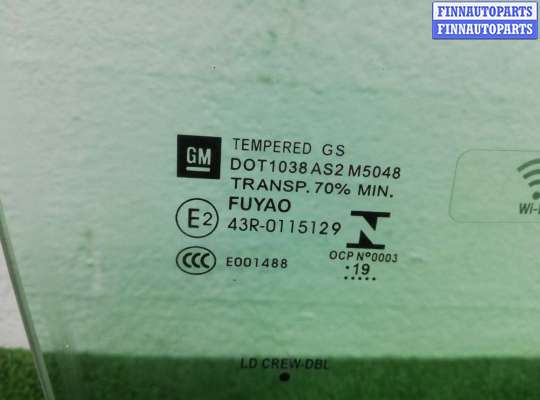 FINNAUTOPARTS
FINNAUTOPARTS
GM
TEMPERED GS
DOT1038 AS2 M5048
TRANSP. 70% MIN.
FUYAO
E2
43R-0115129
CCC
E001488
N
OCP Nº0003
:19
LD CREW-DBL